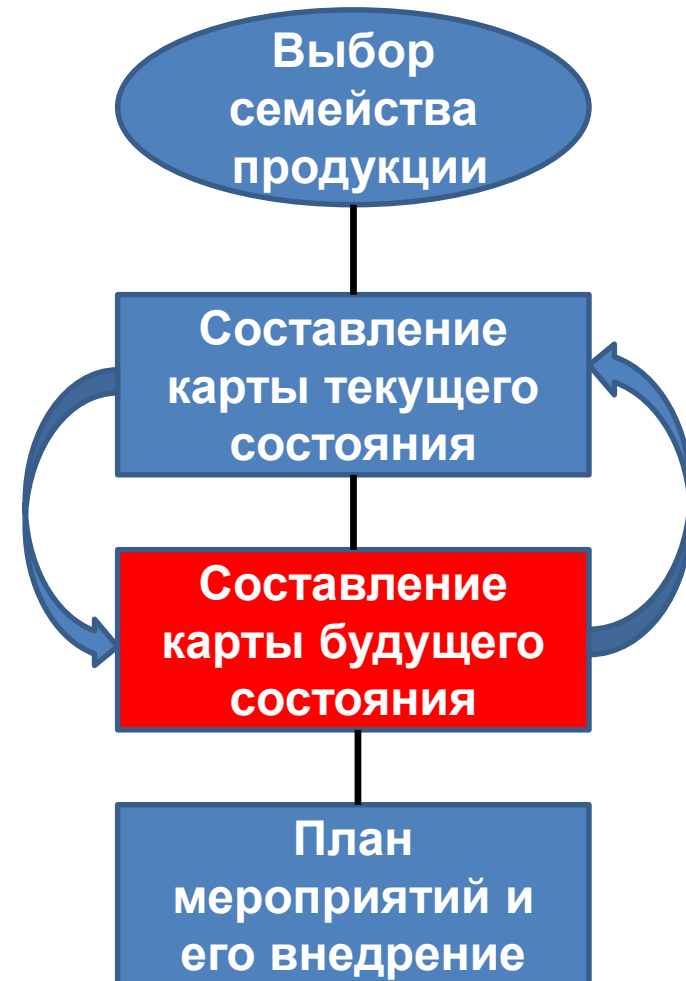 Выбор
семейства
продукции
Составление
карты текущего
состояния
Составление
карты будущего
состояния
План
мероприятий и
его внедрение